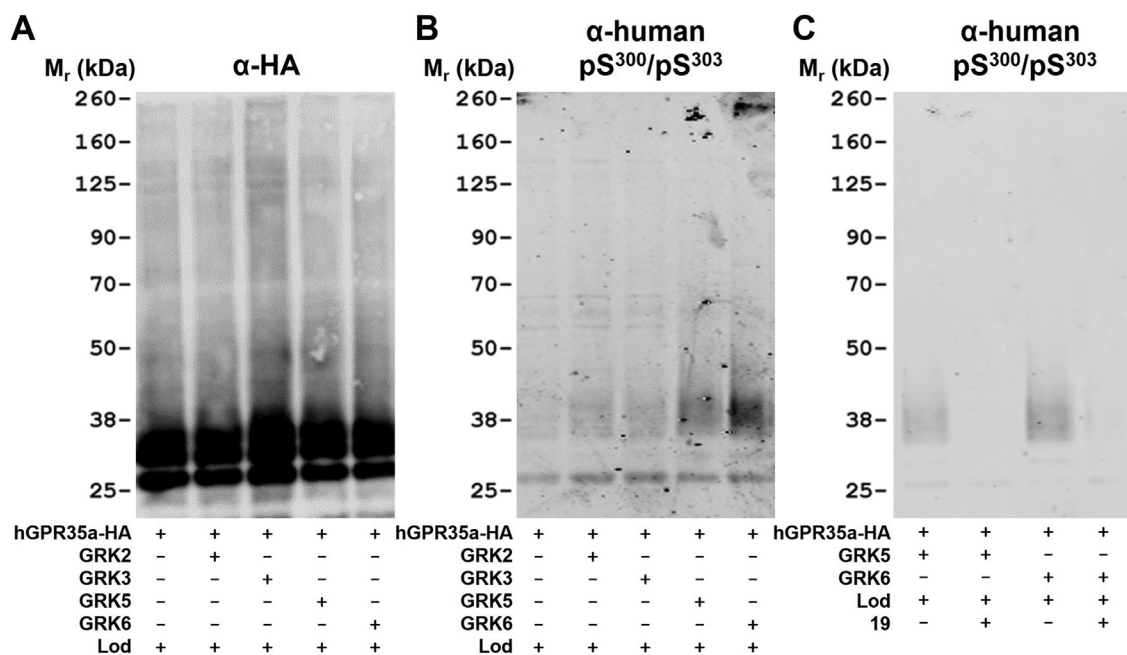 A
α-HA
Mr (kDa)
260-
160-
125-
90-
70-
50-
38-
25-
hGPR35a-HA + + + + +
GRK2 − + − − −
GRK3 − − + − −
GRK5 − − − + −
GRK6 − − − − +
Lod + + + + +
B
α-human
pS³⁰⁰/pS³⁰³
Mr (kDa)
260-
160-
125-
90-
70-
50-
38-
25-
hGPR35a-HA + + + + +
GRK2 − + − − −
GRK3 − − + − −
GRK5 − − − + −
GRK6 − − − − +
Lod + + + + +
C
α-human
pS³⁰⁰/pS³⁰³
Mr (kDa)
260-
160-
125-
90-
70-
50-
38-
25-
hGPR35a-HA + + + +
GRK5 + + − −
GRK6 − − + +
Lod + + + +
19 − + − +